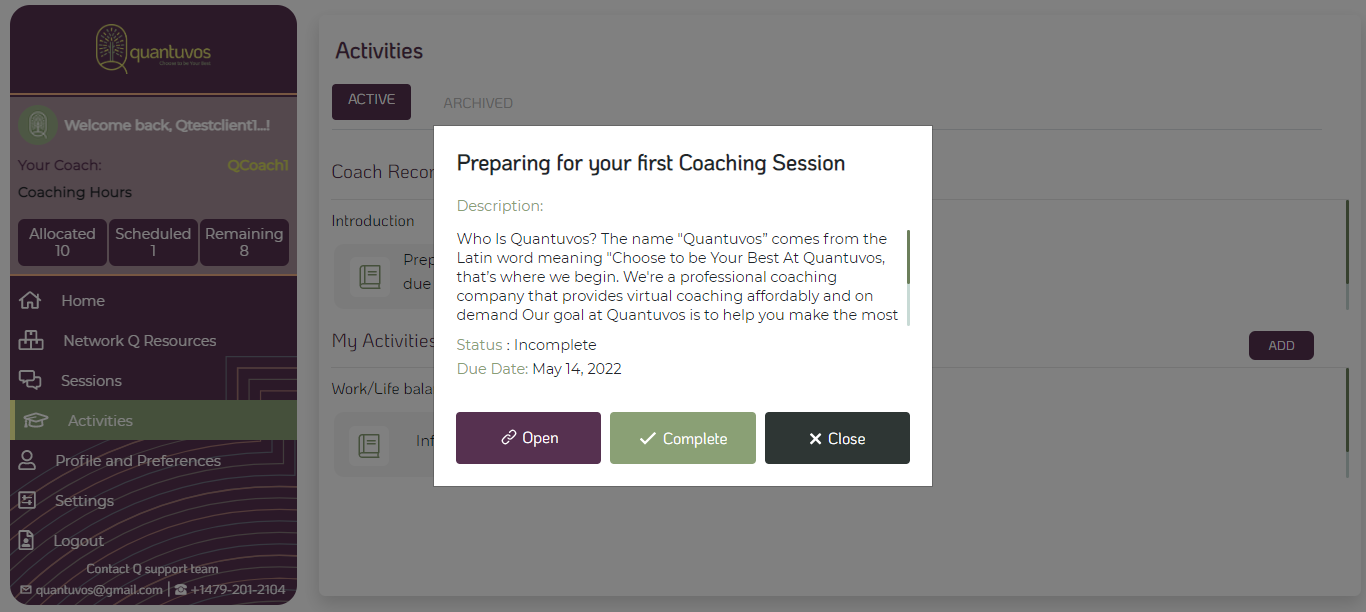 quantuvos
Choose to be Your Best
Welcome back, Qtestclient1...!
Your Coach:
QCoach1
Coaching Hours
Allocated
10
Scheduled
1
Remaining
8
Home
Network Q Resources
Sessions
Activities
Profile and Preferences
Settings
Logout
Contact Q support team
quantuvos@gmail.com | +1479-201-2104
Activities
ACTIVE
ARCHIVED
Coach Recor
Introduction
Prep
due
My Activities
ADD
Work/Life bala
Inf
Preparing for your first Coaching Session
Description:
Who Is Quantuvos? The name "Quantuvos” comes from the
Latin word meaning "Choose to be Your Best At Quantuvos,
that’s where we begin. We're a professional coaching
company that provides virtual coaching affordably and on
demand Our goal at Quantuvos is to help you make the most
Status : Incomplete
Due Date: May 14, 2022
Open
Complete
Close